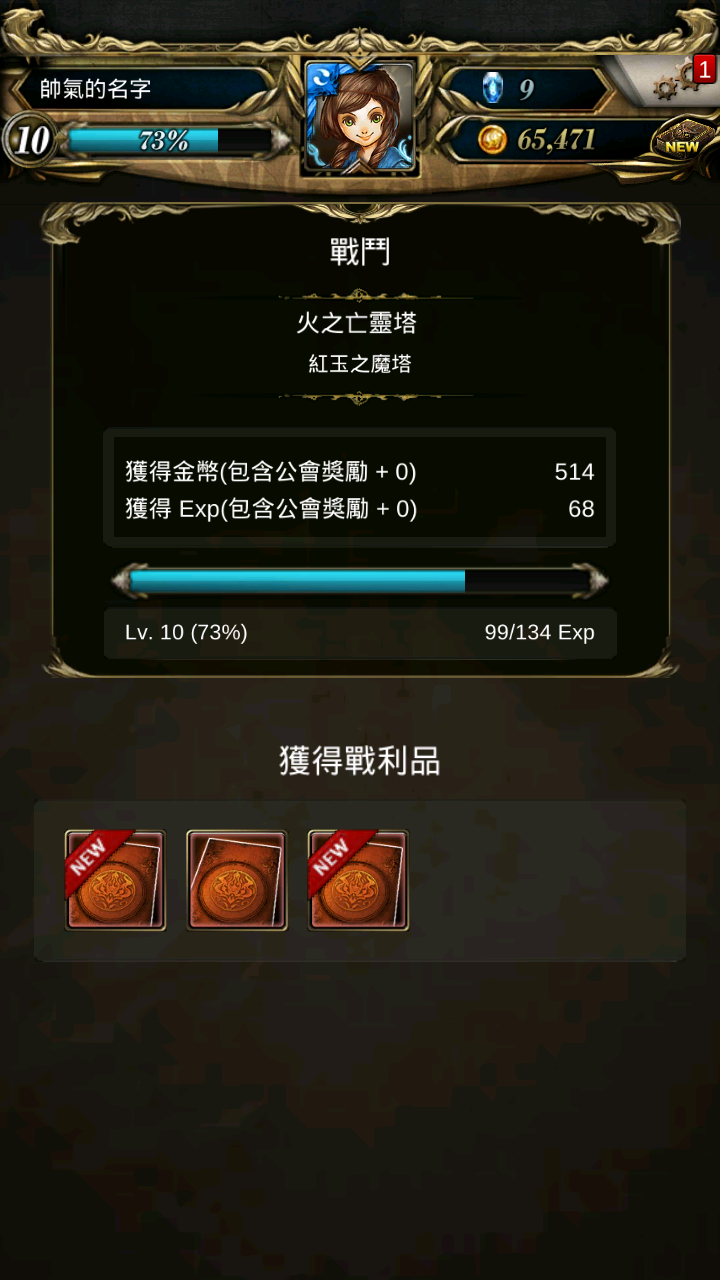 帥氣的名字
9
1
10
73%
65,471
NEW
戰鬥
火之亡靈塔
紅玉之魔塔
獲得金幣(包含公會獎勵 + 0) 514
獲得 Exp(包含公會獎勵 + 0) 68
Lv. 10 (73%) 99/134 Exp
獲得戰利品
NEW
NEW